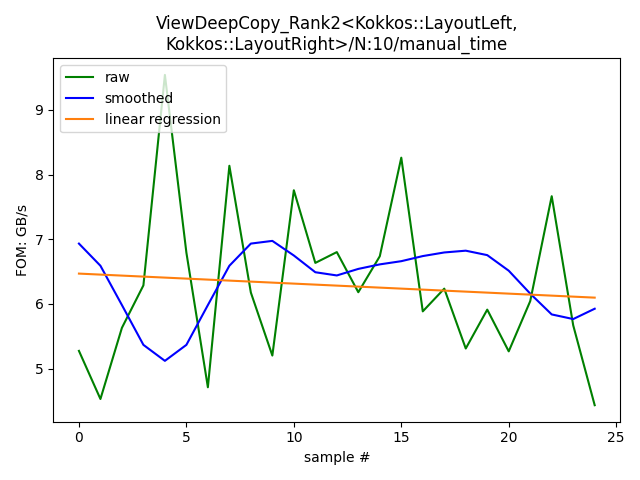 ViewDeepCopy_Rank2<Kokkos::LayoutLeft,
Kokkos::LayoutRight>/N:10/manual_time
raw
smoothed
linear regression
FOM: GB/s
9
8
7
6
5
0
5
10
15
20
25
sample #